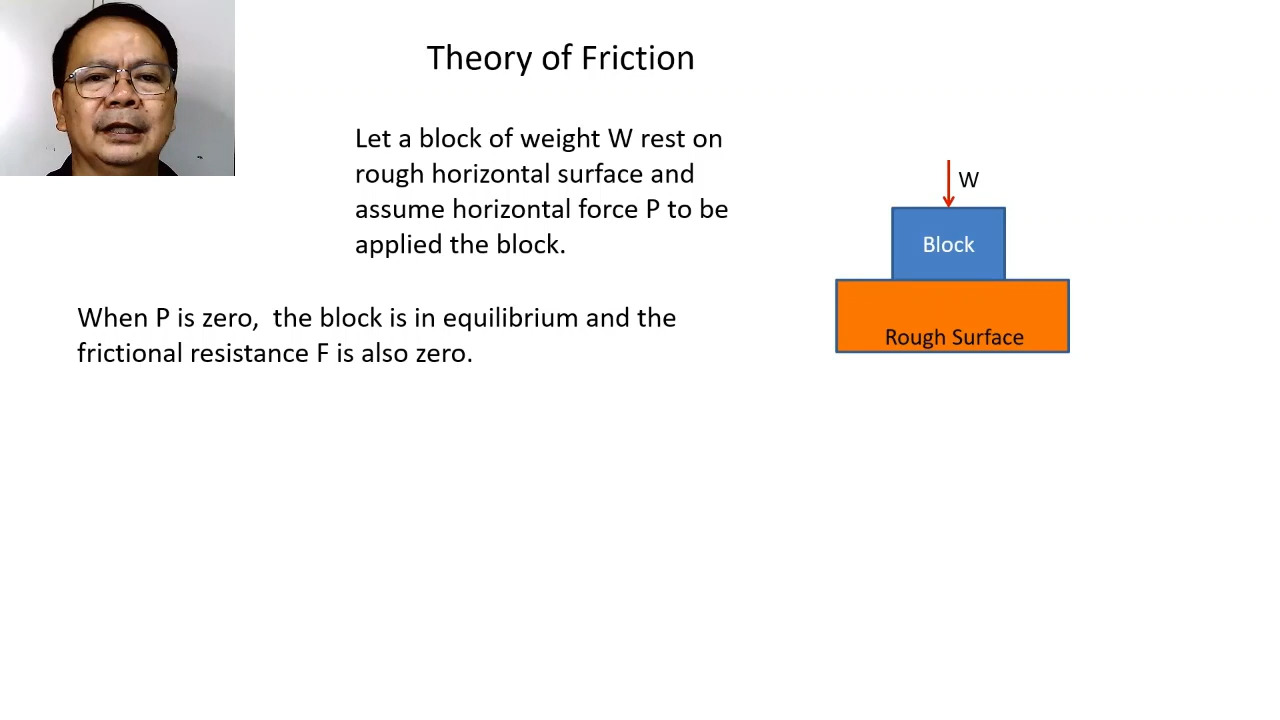 Theory of Friction
Let a block of weight W rest on
rough horizontal surface and
assume horizontal force P to be
applied the block.
W
Block
Rough Surface
When P is zero,  the block is in equilibrium and the
frictional resistance F is also zero.